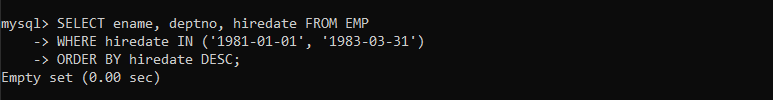 mysql> SELECT ename, deptno, hiredate FROM EMP
    -> WHERE hiredate IN ('1981-01-01', '1983-03-31')
    -> ORDER BY hiredate DESC;
Empty set (0.00 sec)